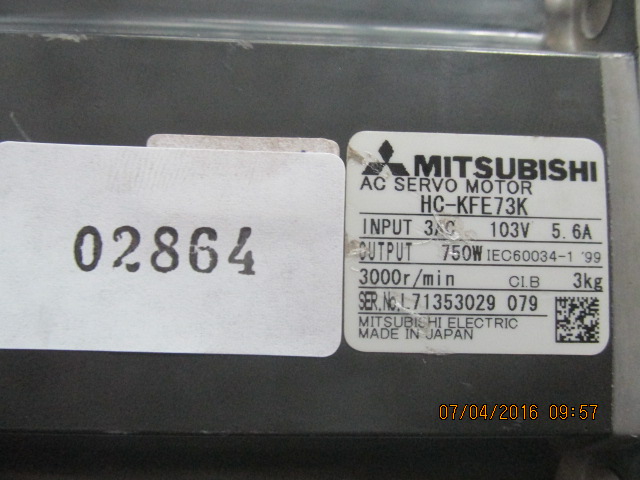 02864
MITSUBISHI
AC SERVO MOTOR
HC-KFE73K
INPUT 3AC 103V 5.6A
OUTPUT 750W IEC60034-1 '99
3000r/min CI.B 3kg
SER.No.L71353029 079
MITSUBISHI ELECTRIC
MADE IN JAPAN
07/04/2016 09:57